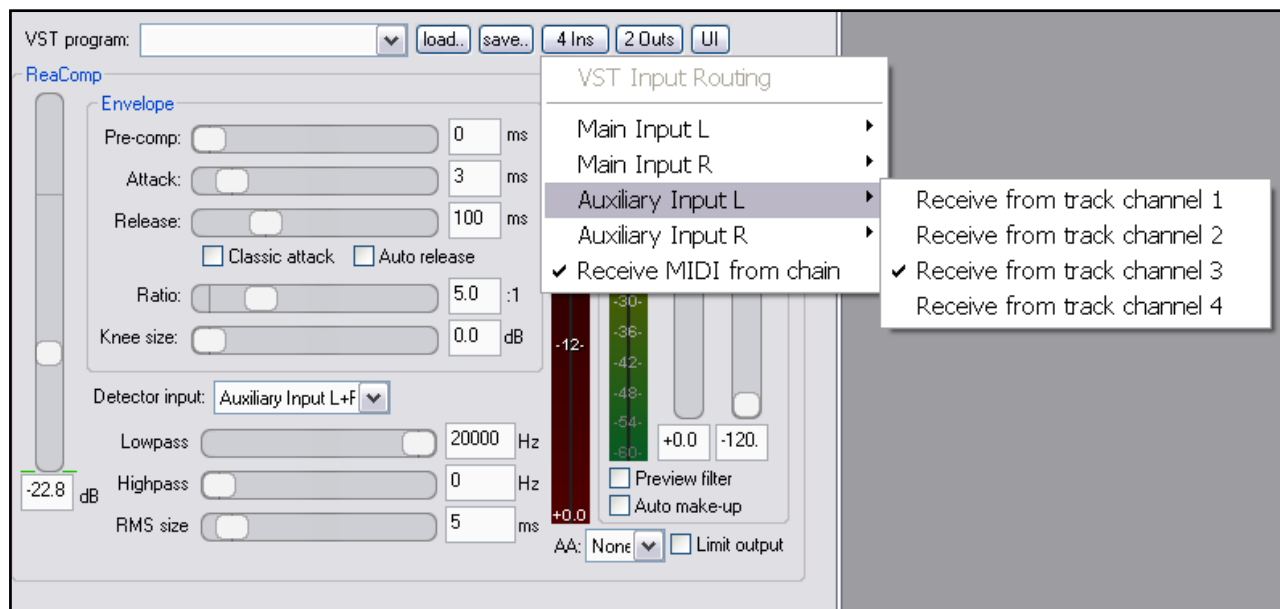 VST program: load.. save.. 4 Ins 2 Outs UI
ReaComp
VST Input Routing
Main Input L
Main Input R
Auxiliary Input L
Auxiliary Input R
✓ Receive MIDI from chain
Receive from track channel 1
Receive from track channel 2
✓ Receive from track channel 3
Receive from track channel 4
Envelope
Pre-comp: 0 ms
Attack: 3 ms
Release: 100 ms
Classic attack Auto release
Ratio: 5.0 :1
Knee size: 0.0 dB
Detector input: Auxiliary Input L+F
Lowpass 20000 Hz
Highpass 0 Hz
RMS size 5 ms
-22.8 dB
-12-
+0.0
-30-
-36-
-42-
-48-
-54-
-60-
+0.0 -120.
Preview filter
Auto make-up
AA: None Limit output